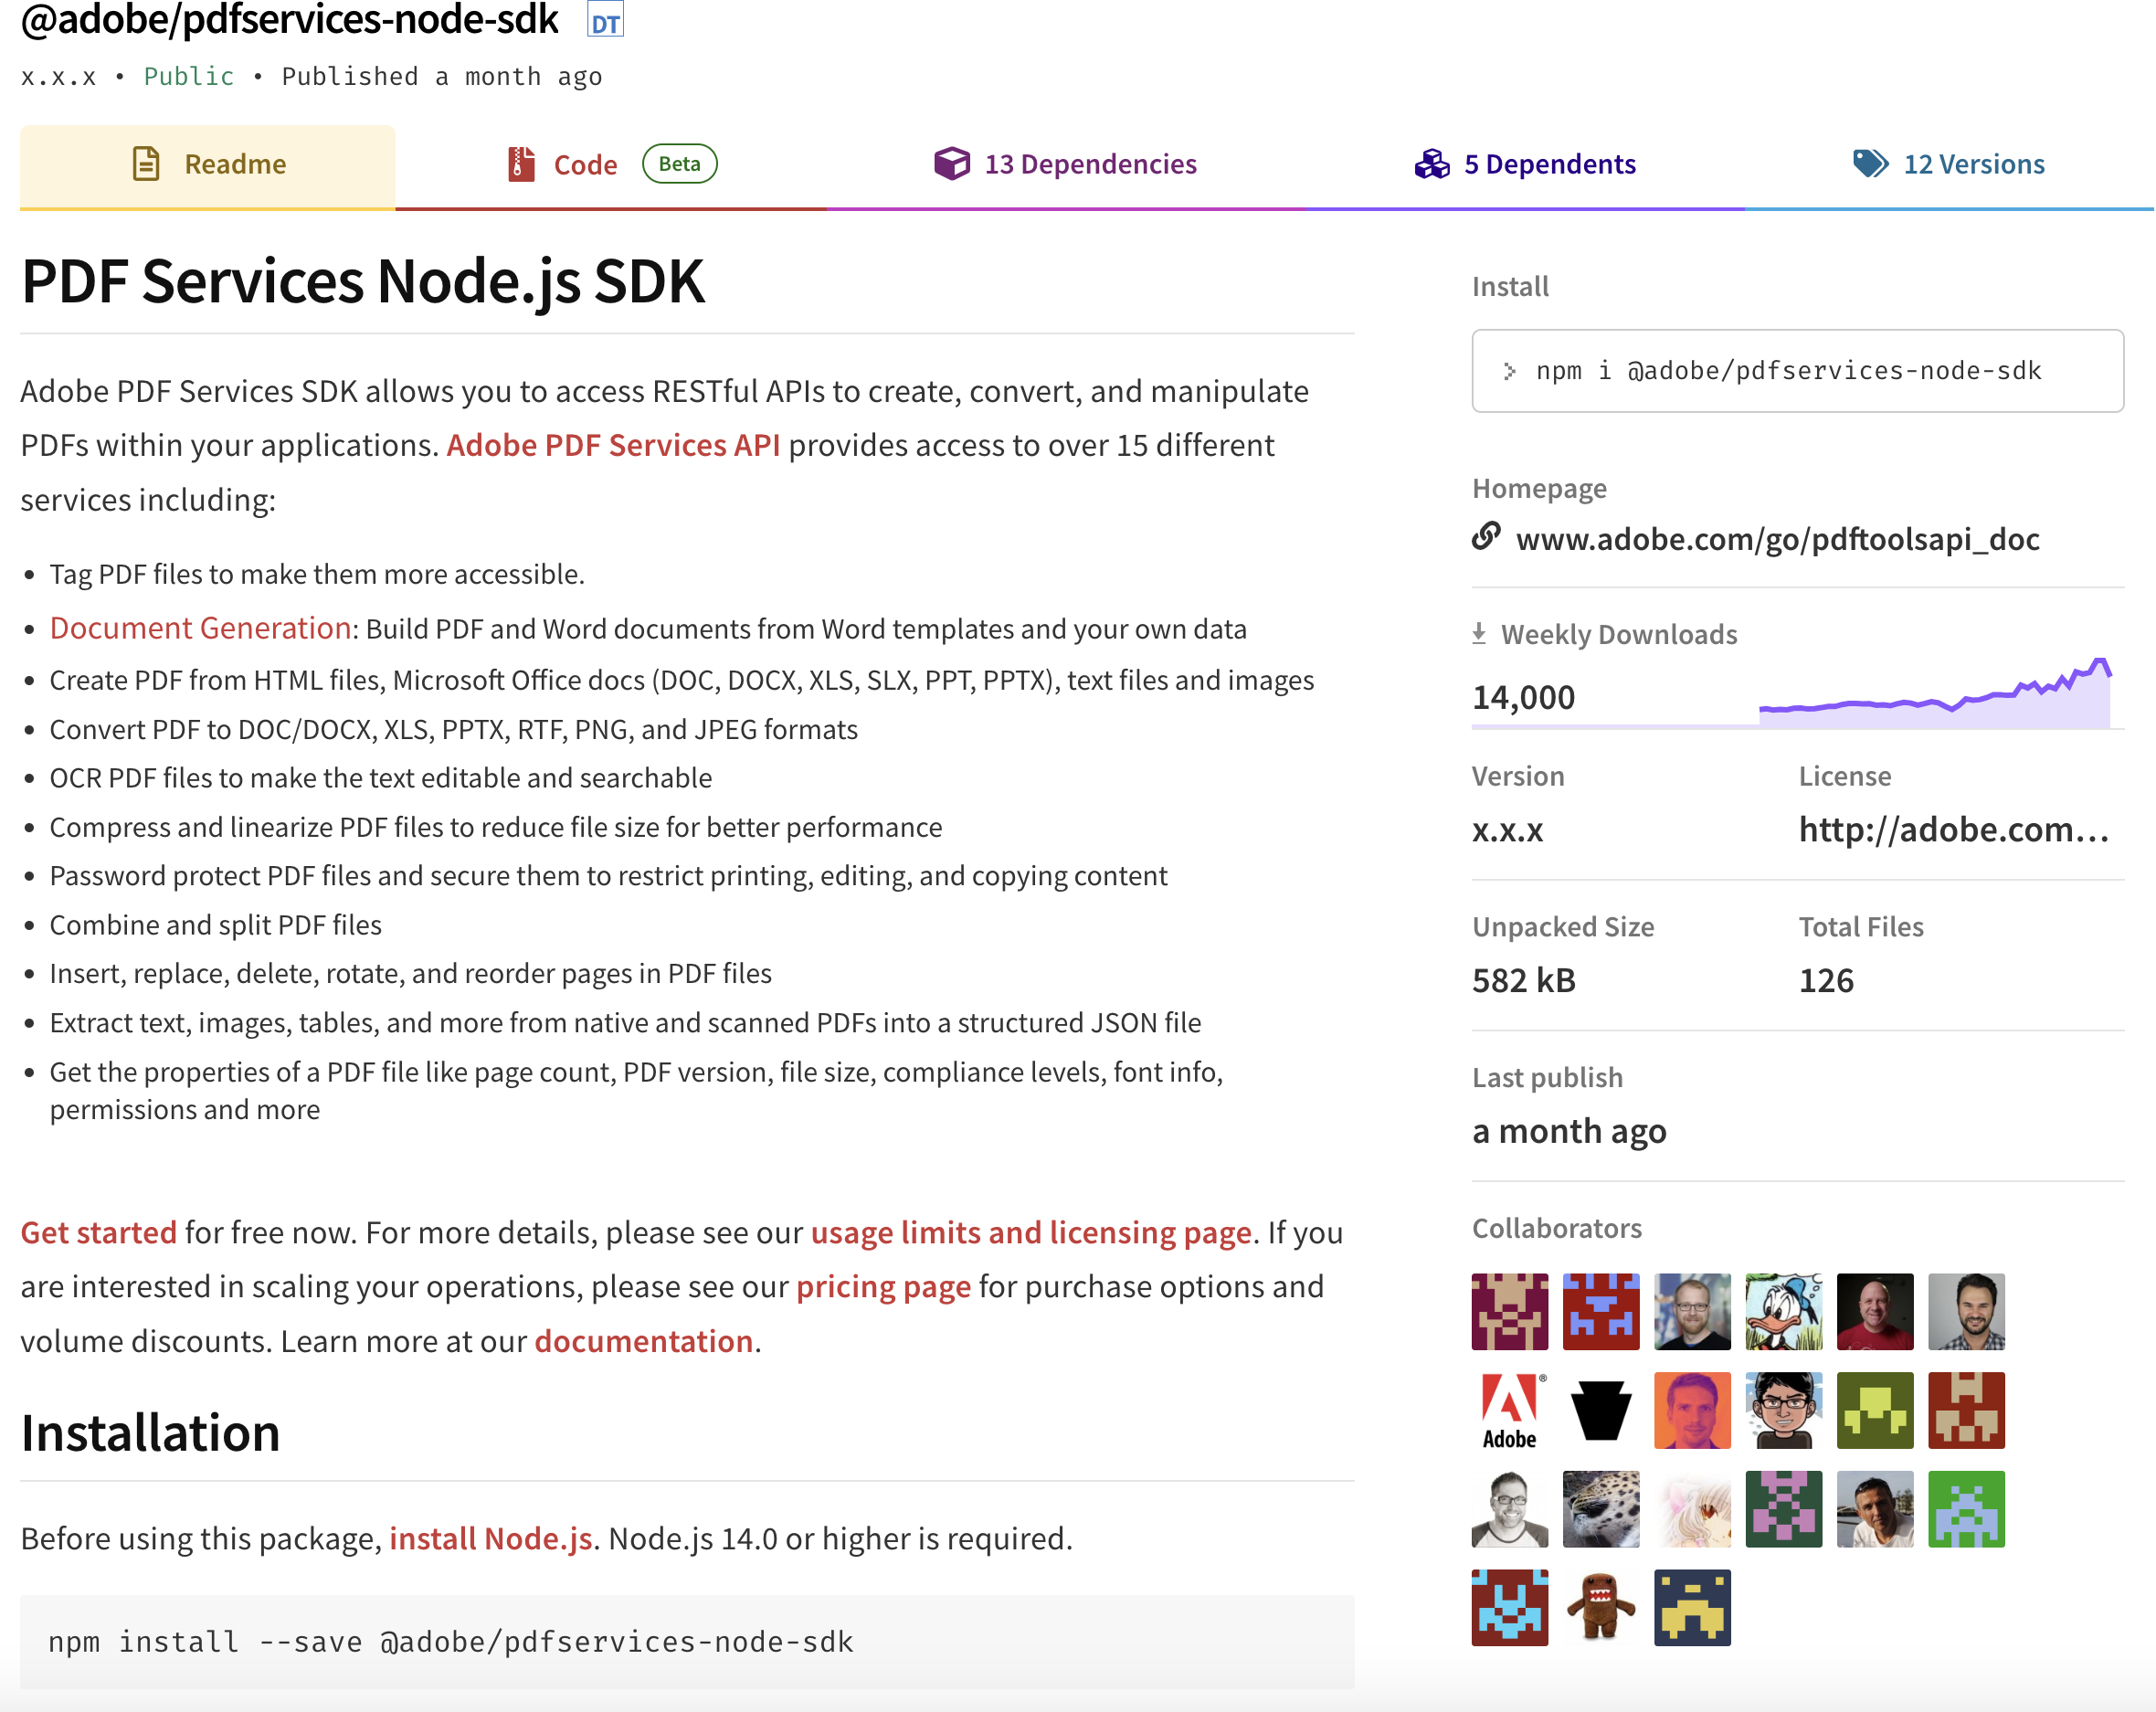 @adobe/pdfservices-node-sdk DT
x.x.x • Public • Published a month ago
Readme
Code Beta
13 Dependencies
5 Dependents
12 Versions
PDF Services Node.js SDK
Adobe PDF Services SDK allows you to access RESTful APIs to create, convert, and manipulate
PDFs within your applications. Adobe PDF Services API provides access to over 15 different
services including:
• Tag PDF files to make them more accessible.
• Document Generation: Build PDF and Word documents from Word templates and your own data
• Create PDF from HTML files, Microsoft Office docs (DOC, DOCX, XLS, SLX, PPT, PPTX), text files and images
• Convert PDF to DOC/DOCX, XLS, PPTX, RTF, PNG, and JPEG formats
• OCR PDF files to make the text editable and searchable
• Compress and linearize PDF files to reduce file size for better performance
• Password protect PDF files and secure them to restrict printing, editing, and copying content
• Combine and split PDF files
• Insert, replace, delete, rotate, and reorder pages in PDF files
• Extract text, images, tables, and more from native and scanned PDFs into a structured JSON file
• Get the properties of a PDF file like page count, PDF version, file size, compliance levels, font info,
permissions and more
Get started for free now. For more details, please see our usage limits and licensing page. If you
are interested in scaling your operations, please see our pricing page for purchase options and
volume discounts. Learn more at our documentation.
Installation
Before using this package, install Node.js. Node.js 14.0 or higher is required.
npm install --save @adobe/pdfservices-node-sdk
Install
npm i @adobe/pdfservices-node-sdk
Homepage
www.adobe.com/go/pdftoolsapi_doc
Weekly Downloads
14,000
Version
x.x.x
License
http://adobe.com...
Unpacked Size
582 kB
Total Files
126
Last publish
a month ago
Collaborators
Adobe